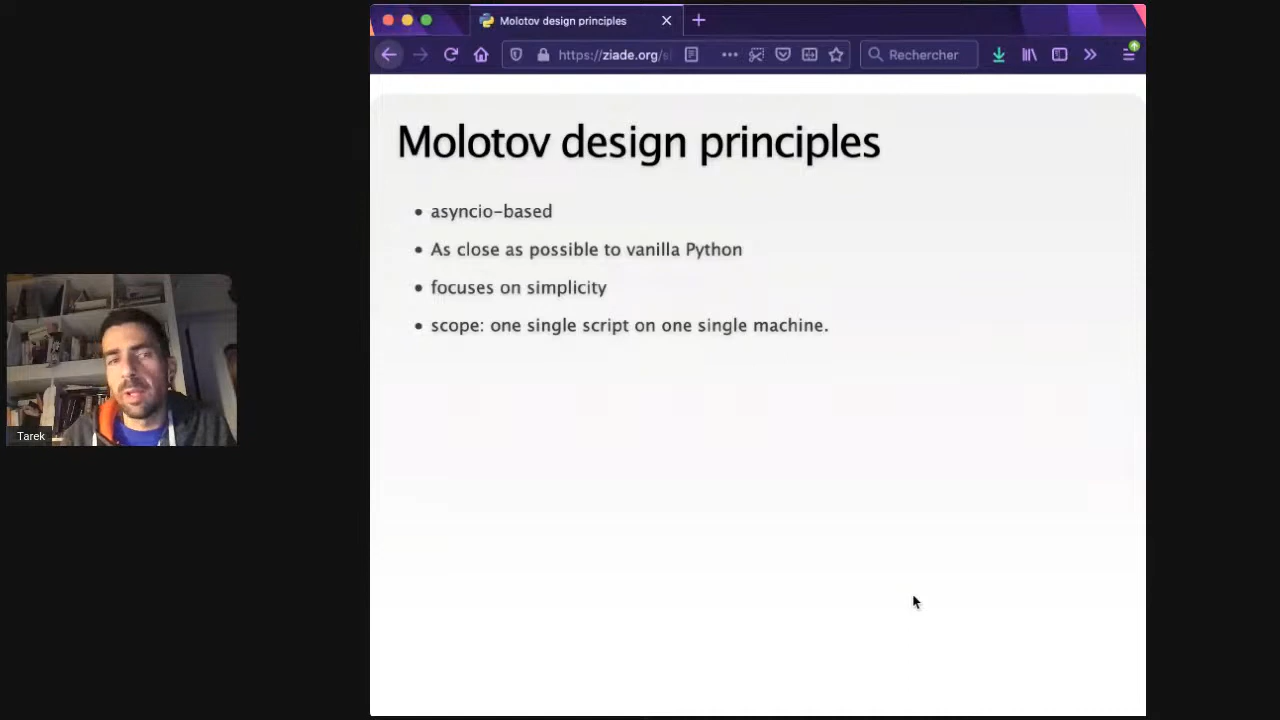 Molotov design principles
https://ziade.org/s
Rechercher
Molotov design principles
• asyncio-based
• As close as possible to vanilla Python
• focuses on simplicity
• scope: one single script on one single machine.
Tarek